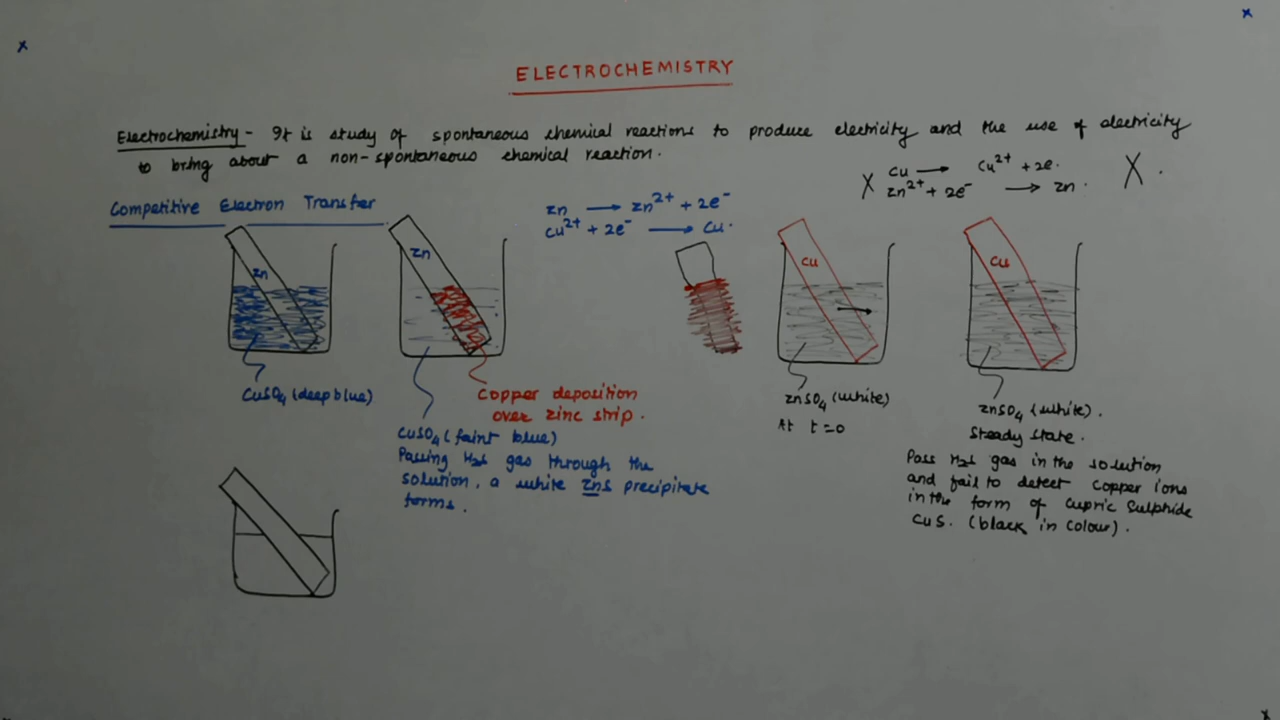 ELECTROCHEMISTRY
Electrochemistry - It is study of spontaneous chemical reactions to produce electricity and the use of electricity
to bring about a non-spontaneous chemical reaction.
X Cu → Cu²⁺ + 2e⁻ X
Zn²⁺ + 2e⁻ → Zn.
Competitive Electron Transfer
Zn → Zn²⁺ + 2e⁻
Cu²⁺ + 2e⁻ → Cu.
Zn
Zn
Cu
Cu
CuSO₄ (deep blue)
Copper deposition
over zinc strip.
CuSO₄ (faint blue)
Passing H₂S gas through the
solution, a white ZnS precipitate
forms.
ZnSO₄ (white)
At t=0
ZnSO₄ (white).
Steady State.
Pass H₂S gas in the solution
and fail to detect copper ions
in the form of Cupric Sulphide
CuS. (black in colour).